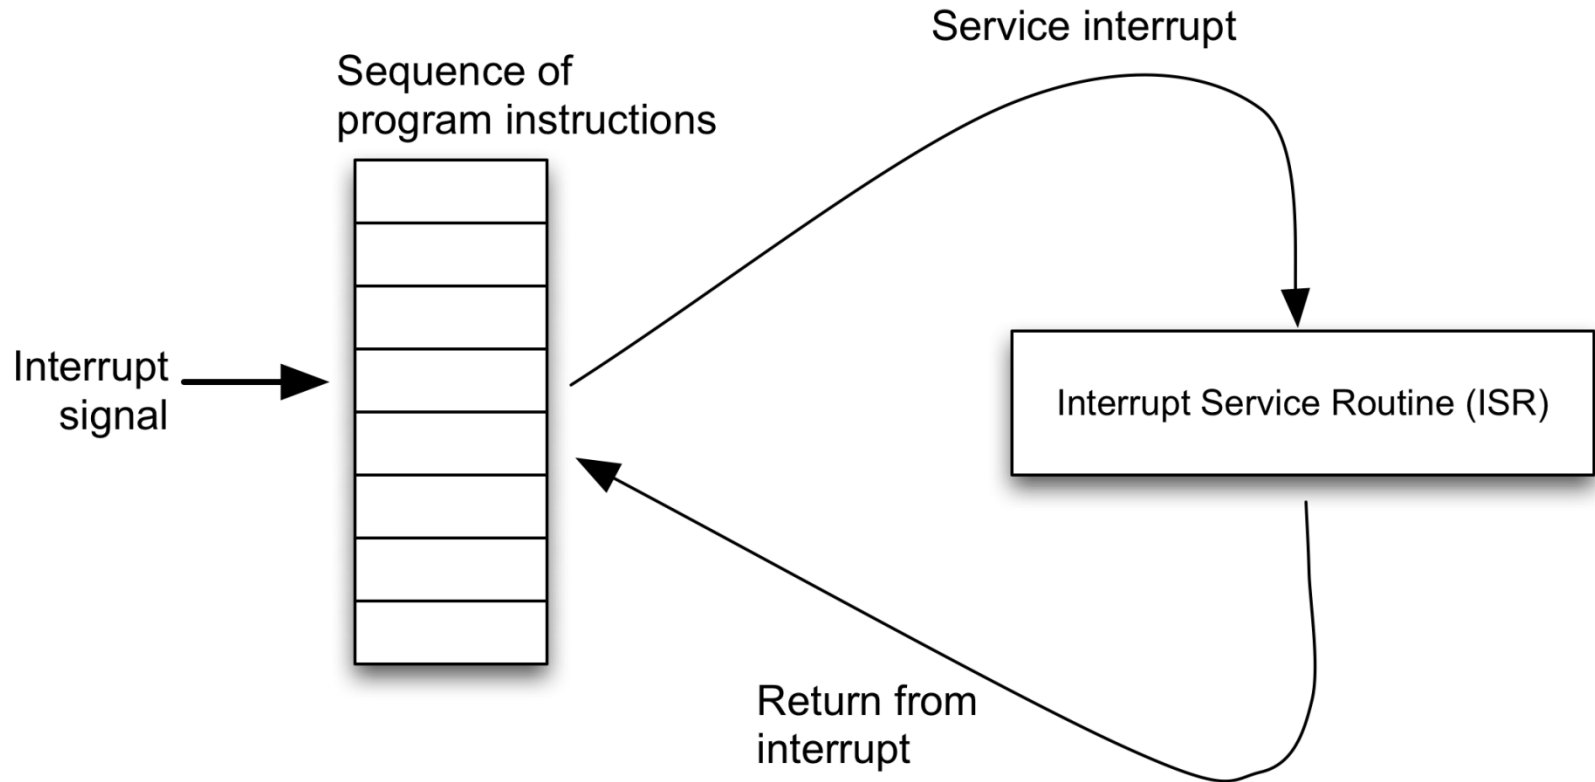 Service interrupt
Sequence of
program instructions
Interrupt
signal
Interrupt Service Routine (ISR)
Return from
interrupt